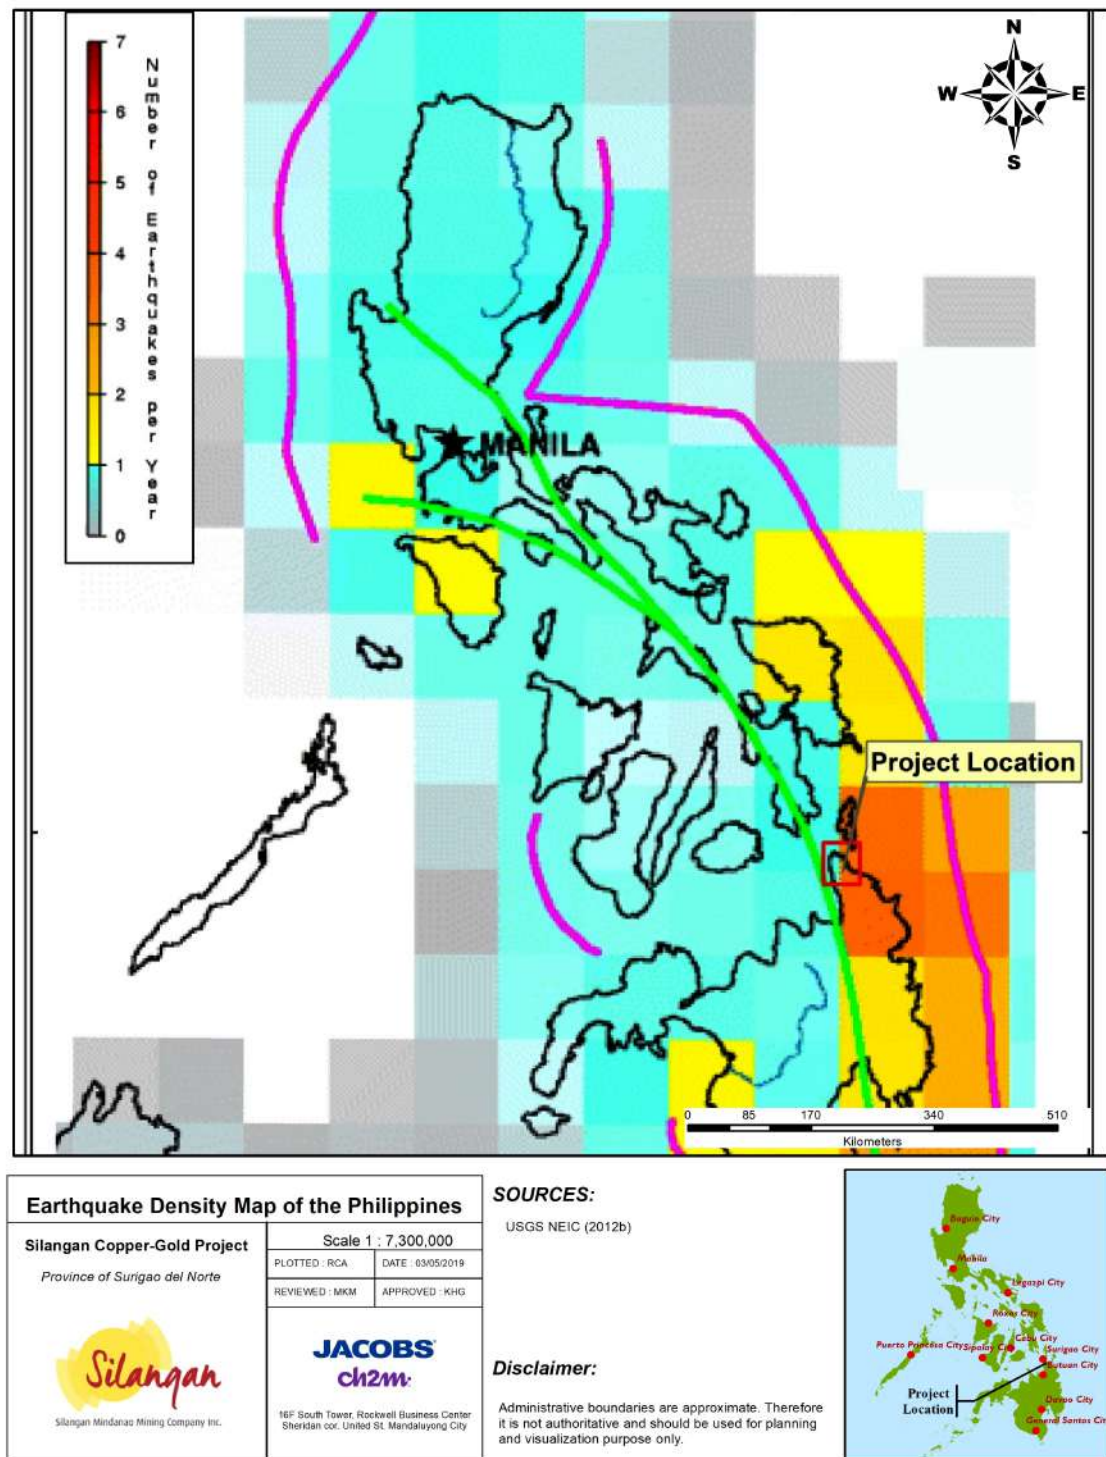 7
6
5
4
3
2
1
0
Number of Earthquakes per Year
N
W
E
S
MANILA
Project Location
0 85 170 340 510
Kilometers
Earthquake Density Map of the Philippines
Silangan Copper-Gold Project
Province of Surigao del Norte
Silangan
Silangan Mindanao Mining Company Inc.
Scale 1 : 7,300,000
PLOTTED : RCA
DATE : 03/05/2019
REVIEWED : MKM
APPROVED : KHG
JACOBS
ch2m
16F South Tower, Rockwell Business Center
Sheridan cor. United St. Mandaluyong City
SOURCES:
USGS NEIC (2012b)
Disclaimer:
Administrative boundaries are approximate. Therefore
it is not authoritative and should be used for planning
and visualization purpose only.
Baguio City
Manila
Legaspi City
Roxas City
Cebu City
Puerto Princesa City
Sipalay City
Surigao City
Butuan City
Project
Location
Davao City
General Santos City